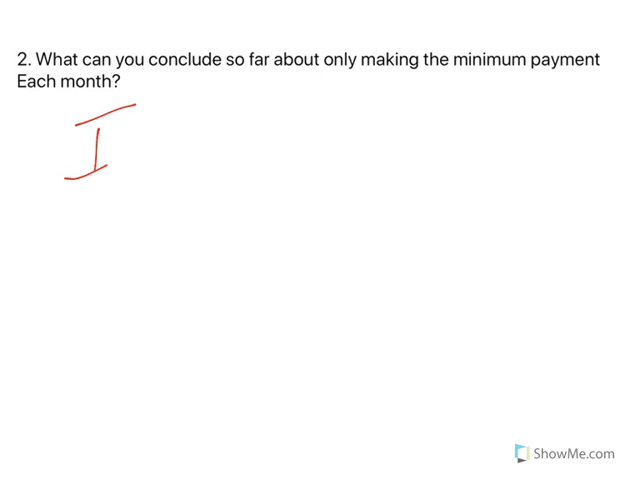 2. What can you conclude so far about only making the minimum payment
Each month?
I
ShowMe.com